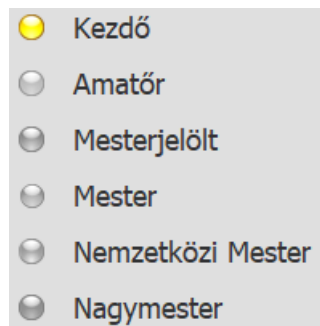 Kezdő
Amatőr
Mesterjelölt
Mester
Nemzetközi Mester
Nagymester